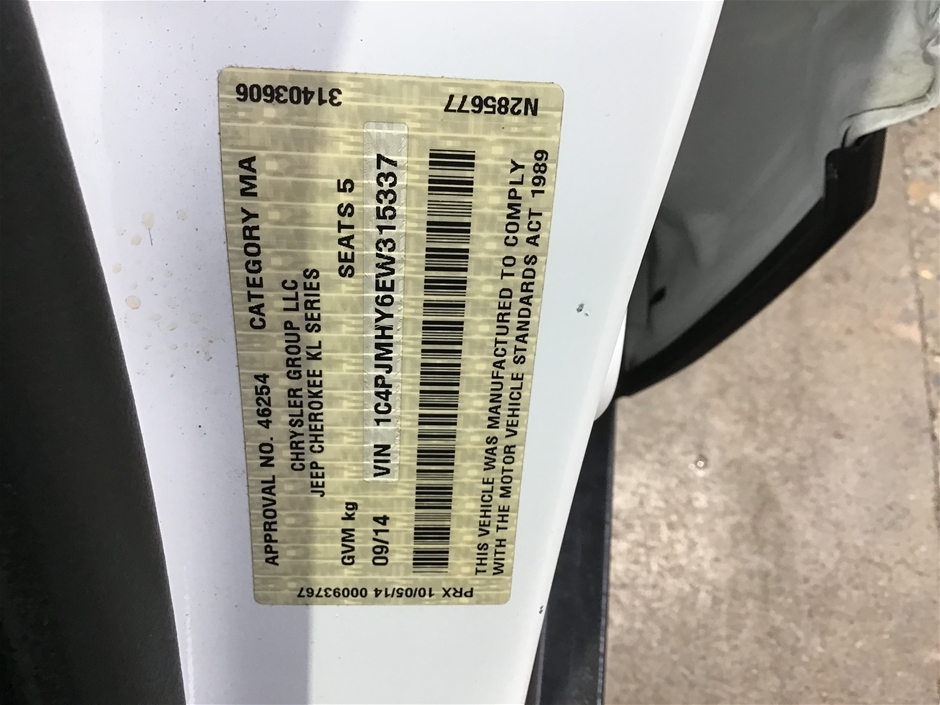 APPROVAL NO. 46254 CATEGORY MA
CHRYSLER GROUP LLC
JEEP CHEROKEE KL SERIES
GVM kg SEATS 5
09/14 VIN 1C4PJMHY6EW315337
THIS VEHICLE WAS MANUFACTURED TO COMPLY
WITH THE MOTOR VEHICLE STANDARDS ACT 1989
31403606
N285677
PRX 10/05/14 00093767